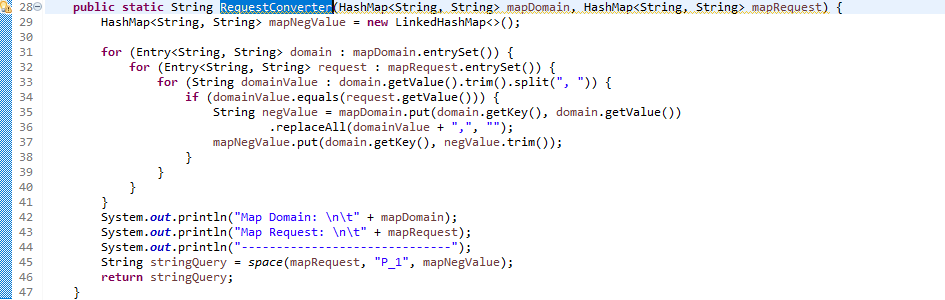 28 public static String RequestConverter(HashMap<String, String> mapDomain, HashMap<String, String> mapRequest) {
29 HashMap<String, String> mapNegValue = new LinkedHashMap<>();
30
31 for (Entry<String, String> domain : mapDomain.entrySet()) {
32 for (Entry<String, String> request : mapRequest.entrySet()) {
33 for (String domainValue : domain.getValue().trim().split(", ")) {
34 if (domainValue.equals(request.getValue())) {
35 String negValue = mapDomain.put(domain.getKey(), domain.getValue())
36 .replaceAll(domainValue + ",", "");
37 mapNegValue.put(domain.getKey(), negValue.trim());
38 }
39 }
40 }
41 }
42 System.out.println("Map Domain: \n\t" + mapDomain);
43 System.out.println("Map Request: \n\t" + mapRequest);
44 System.out.println("------------------------------");
45 String stringQuery = space(mapRequest, "P_1", mapNegValue);
46 return stringQuery;
47 }